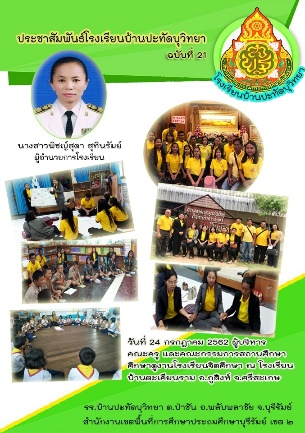 ประชาสัมพันธ์โรงเรียนบ้านปะทัดบุวิทยา
ฉบับที่ 21
โรงเรียนบ้านปะทัดบุวิทยา
นางสาวพิชญ์สุดา สุทินรัมย์
ผู้อำนวยการโรงเรียน
วันที่ 24 กรกฎาคม 2562 ผู้บริหาร
คณะครู และคณะกรรมการสถานศึกษา
ศึกษาดูงานโรงเรียนจิตศึกษา ณ โรงเรียน
บ้านตะเคียนราม อ.ภูสิงห์ จ.ศรีสะเกษ
รร.บ้านปะทัดบุวิทยา ต.ป่าชัน อ.พลับพลาชัย จ.บุรีรัมย์
สำนักงานเขตพื้นที่การศึกษาประถมศึกษาบุรีรัมย์ เขต ๒